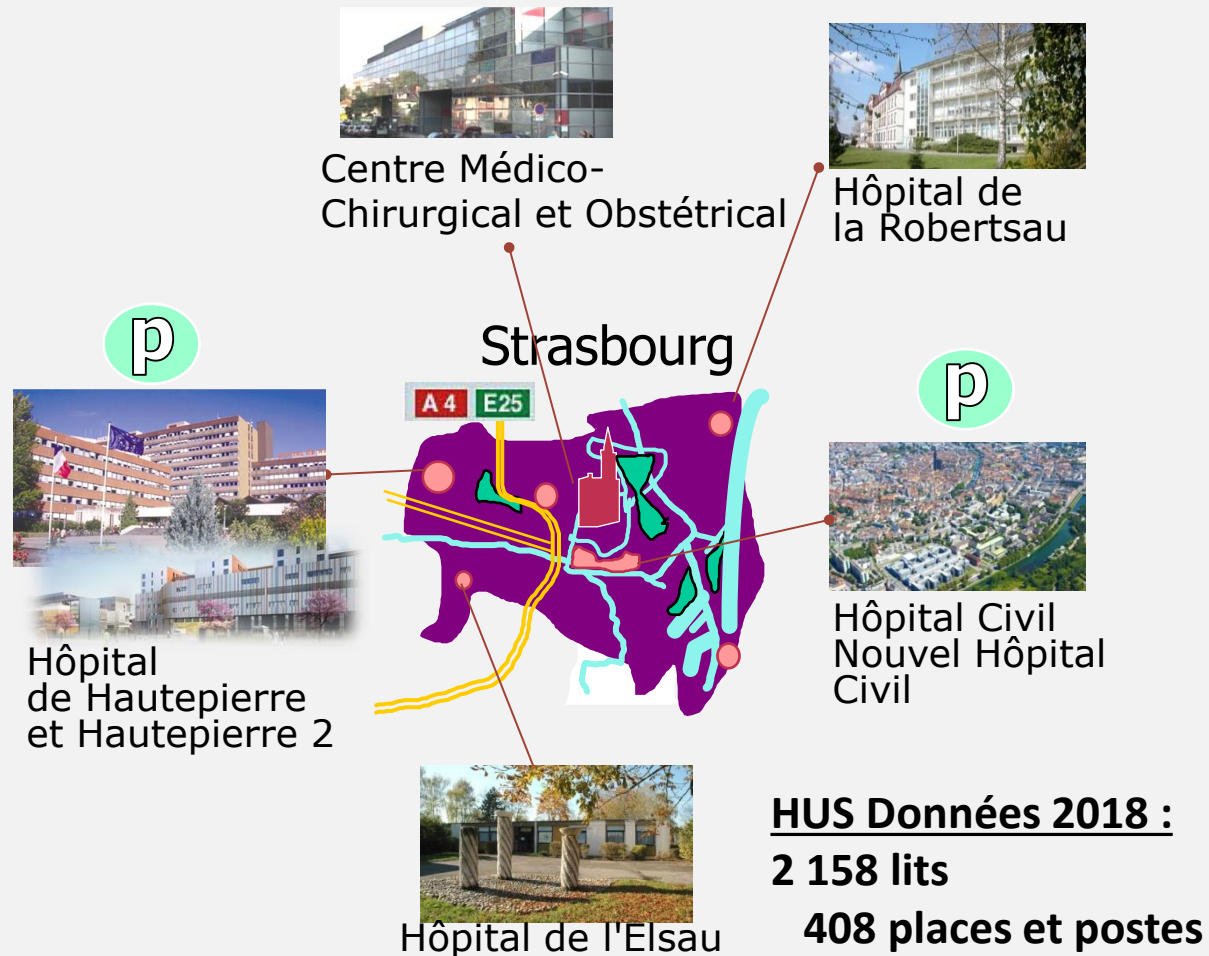 Centre Médico-
Chirurgical et Obstétrical
Hôpital de
la Robertsau
p
Strasbourg
p
A 4 E25
Hôpital
de Hautepierre
et Hautepierre 2
Hôpital Civil
Nouvel Hôpital
Civil
Hôpital de l'Elsau
HUS Données 2018 :
2 158 lits
408 places et postes